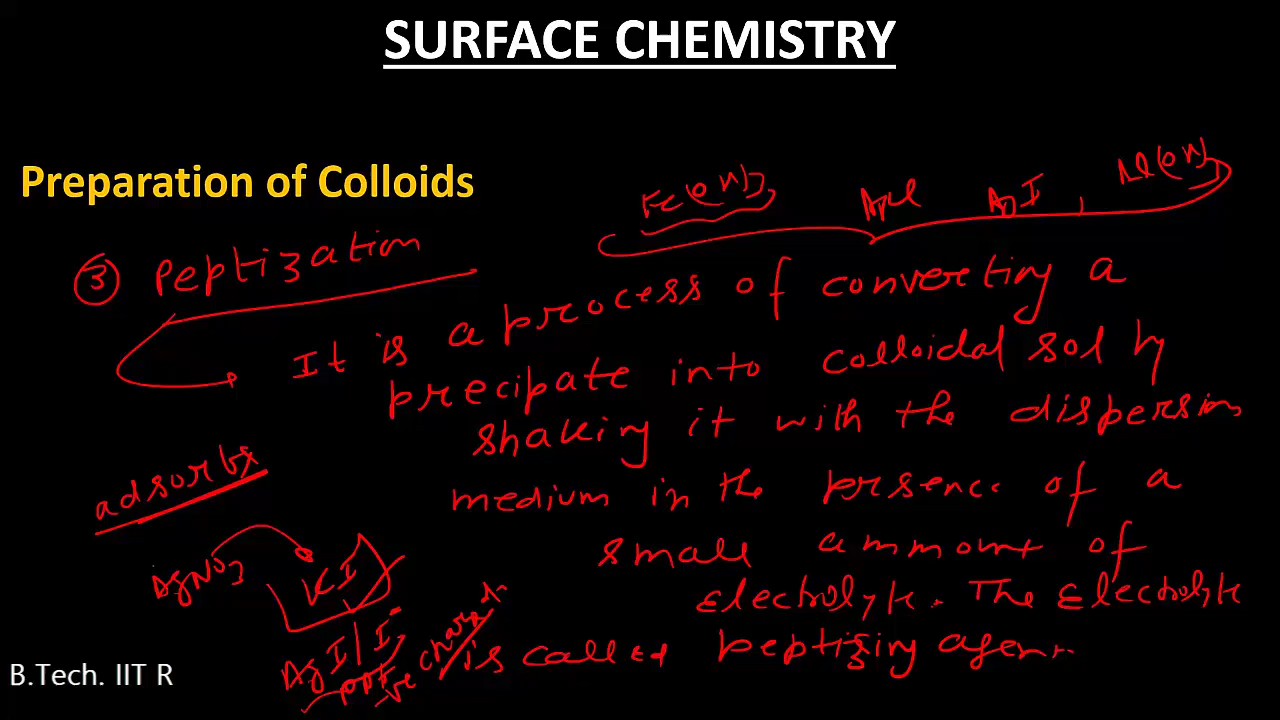 SURFACE CHEMISTRY
Preparation of Colloids
Fe(OH)3 AgCl AgI, Al(OH)3
③ Peptization
It is a process of converting a
precipate into colloidal sol by
shaking it with the dispersion
medium in the presence of a
small ammount of
Electrolyte. The Electrolyte
is called peptizing agent
adsorbs
AgNO3
KI
AgI | I-
ppt -ve charge
B.Tech. IIT R